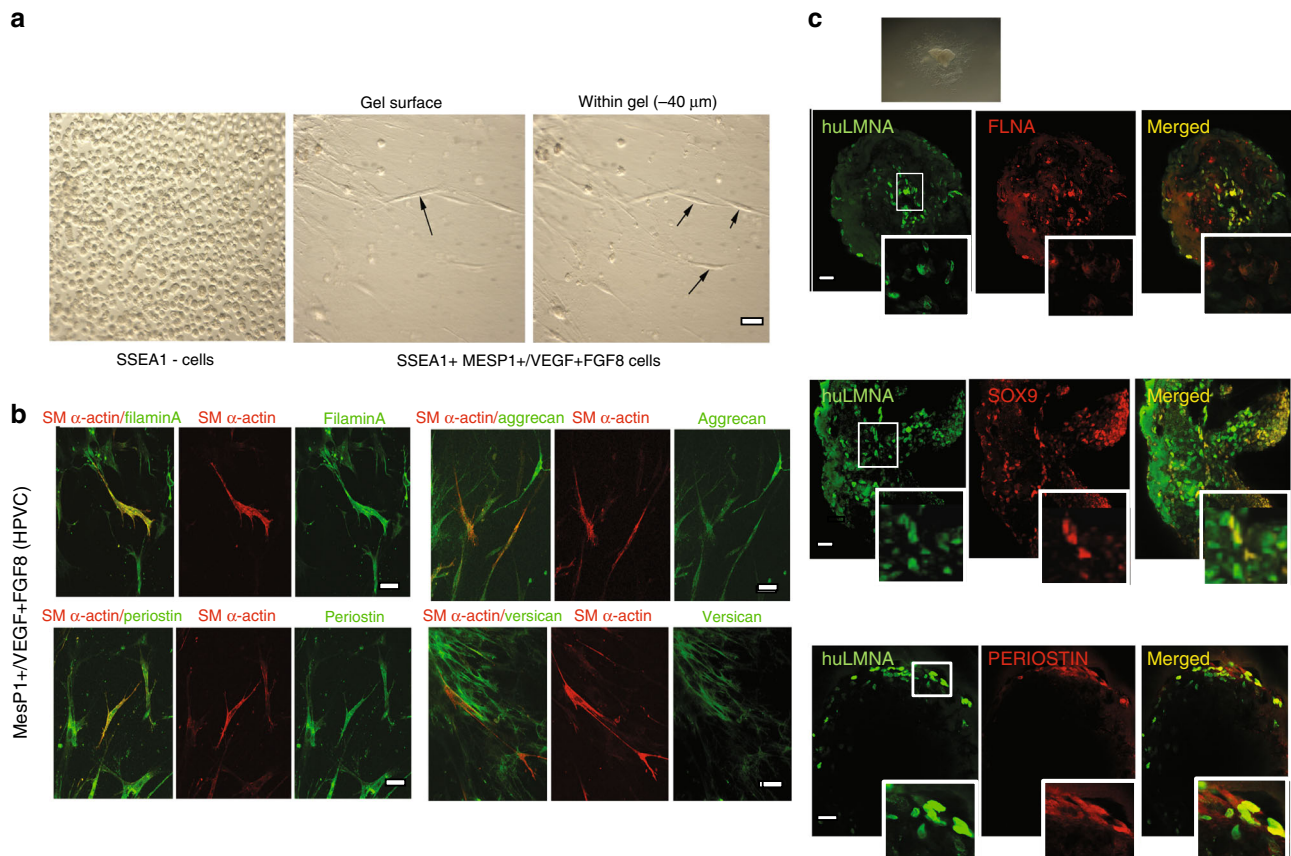 a
Gel surface
Within gel (–40 μm)
SSEA1 - cells
SSEA1+ MESP1+/VEGF+FGF8 cells
b
MesP1+/VEGF+FGF8 (HPVC)
SM α-actin/filaminA
SM α-actin
FilaminA
SM α-actin/aggrecan
SM α-actin
Aggrecan
SM α-actin/periostin
SM α-actin
Periostin
SM α-actin/versican
SM α-actin
Versican
c
huLMNA
FLNA
Merged
huLMNA
SOX9
Merged
huLMNA
PERIOSTIN
Merged